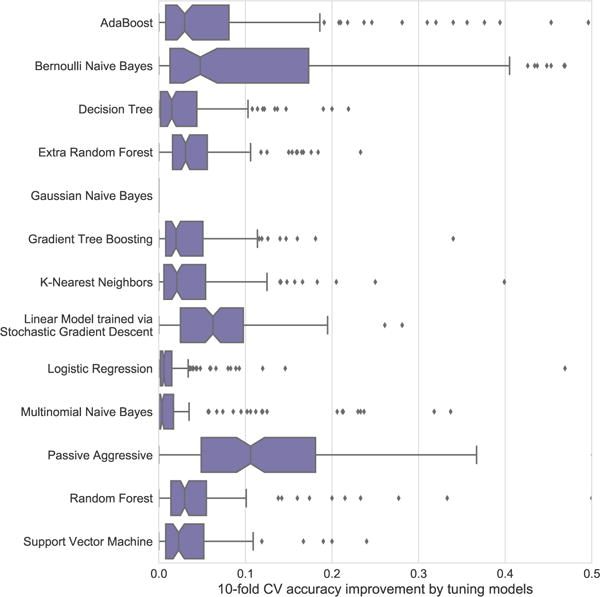 AdaBoost
Bernoulli Naive Bayes
Decision Tree
Extra Random Forest
Gaussian Naive Bayes
Gradient Tree Boosting
K-Nearest Neighbors
Linear Model trained via
Stochastic Gradient Descent
Logistic Regression
Multinomial Naive Bayes
Passive Aggressive
Random Forest
Support Vector Machine
0.0 0.1 0.2 0.3 0.4 0.5
10-fold CV accuracy improvement by tuning models